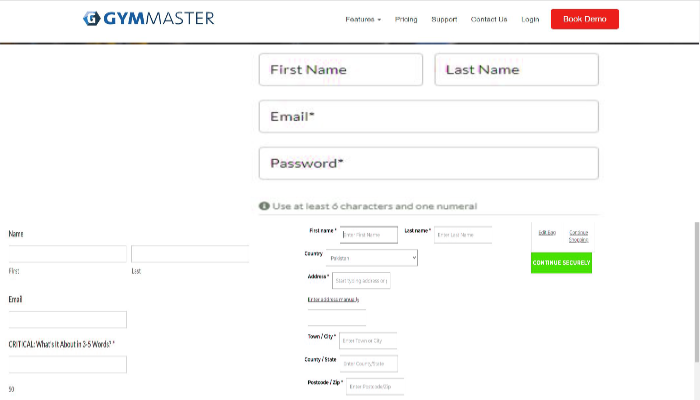 GYMMASTER
Features Pricing Support Contact Us Login Book Demo
First Name Last Name
Email*
Password*
Use at least 6 characters and one numeral
Name
First Last
Email
CRITICAL: What's It About in 3-5 Words? *
50
First name * Enter First Name Last name * Enter Last Name
Country Pakistan
Address * Start typing address or
Enter address manually
Town / City * Enter Town or City
County / State Enter County/State
Postcode / Zip * Enter Postcode/Zip
Edit Bag Continue Shopping
CONTINUE SECURELY